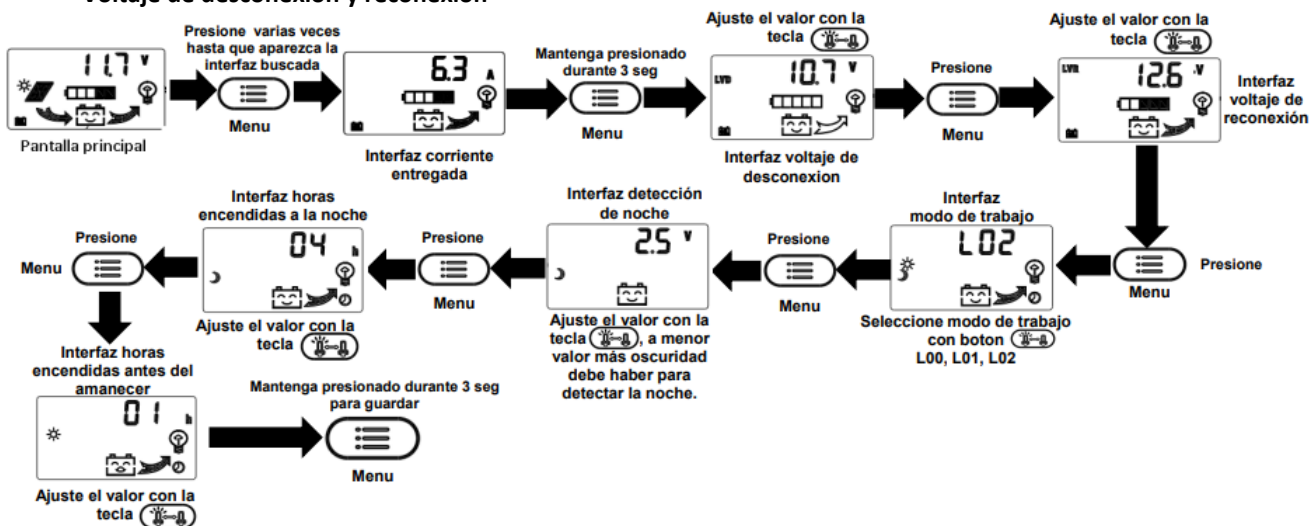 Voltaje de desconexión y reconexión
11.7 V
Pantalla principal
Presione varias veces
hasta que aparezca la
interfaz buscada
Menu
6.3 A
Interfaz corriente
entregada
Mantenga presionado
durante 3 seg
Menu
Ajuste el valor con la
tecla
LVD
10.7 V
Interfaz voltaje de
desconexion
Presione
Menu
Ajuste el valor con la
tecla
LVR
12.6 V
Interfaz
voltaje de
reconexión
Presione
Menu
Interfaz
modo de trabajo
L02
Seleccione modo de trabajo
con boton
L00, L01, L02
Presione
Menu
Interfaz detección
de noche
2.5 V
Ajuste el valor con la
tecla , a menor
valor más oscuridad
debe haber para
detectar la noche.
Presione
Menu
Interfaz horas
encendidas a la noche
04 h
Ajuste el valor con la
tecla
Presione
Menu
Interfaz horas
encendidas antes del
amanecer
01 h
Ajuste el valor con la
tecla
Mantenga presionado durante 3 seg
para guardar
Menu